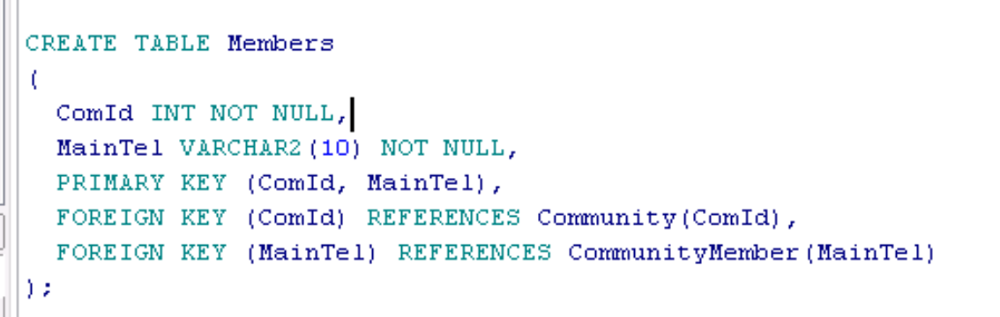 CREATE TABLE Members
(
ComId INT NOT NULL,
MainTel VARCHAR2(10) NOT NULL,
PRIMARY KEY (ComId, MainTel),
FOREIGN KEY (ComId) REFERENCES Community(ComId),
FOREIGN KEY (MainTel) REFERENCES CommunityMember(MainTel)
);